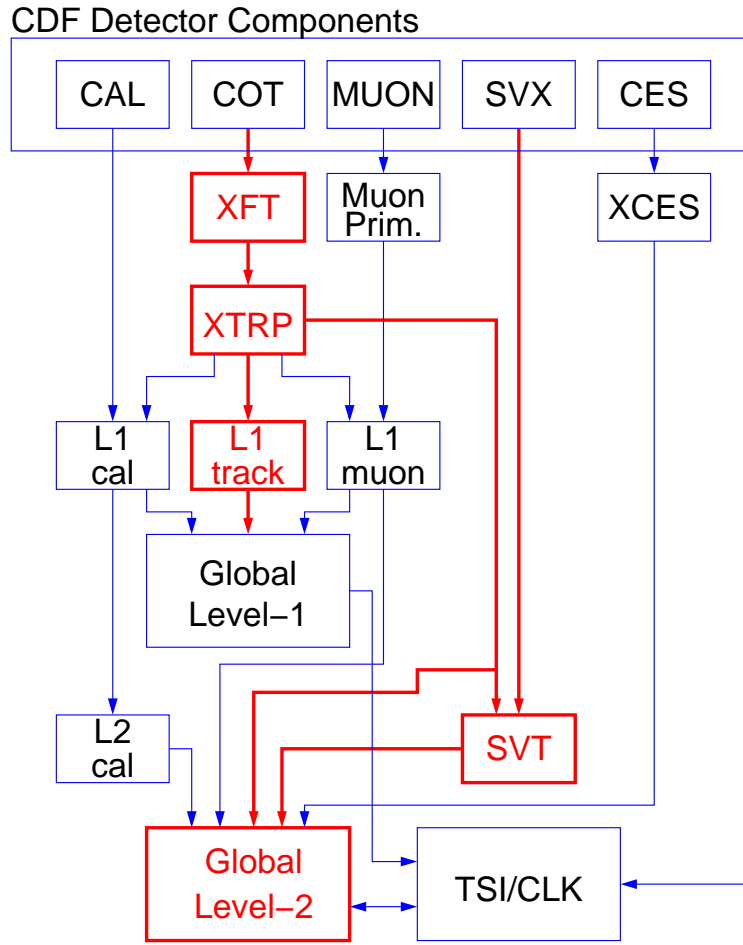 CDF Detector Components
CAL
COT
MUON
SVX
CES
XFT
Muon
Prim.
XCES
XTRP
L1
cal
L1
track
L1
muon
Global
Level−1
L2
cal
SVT
Global
Level−2
TSI/CLK